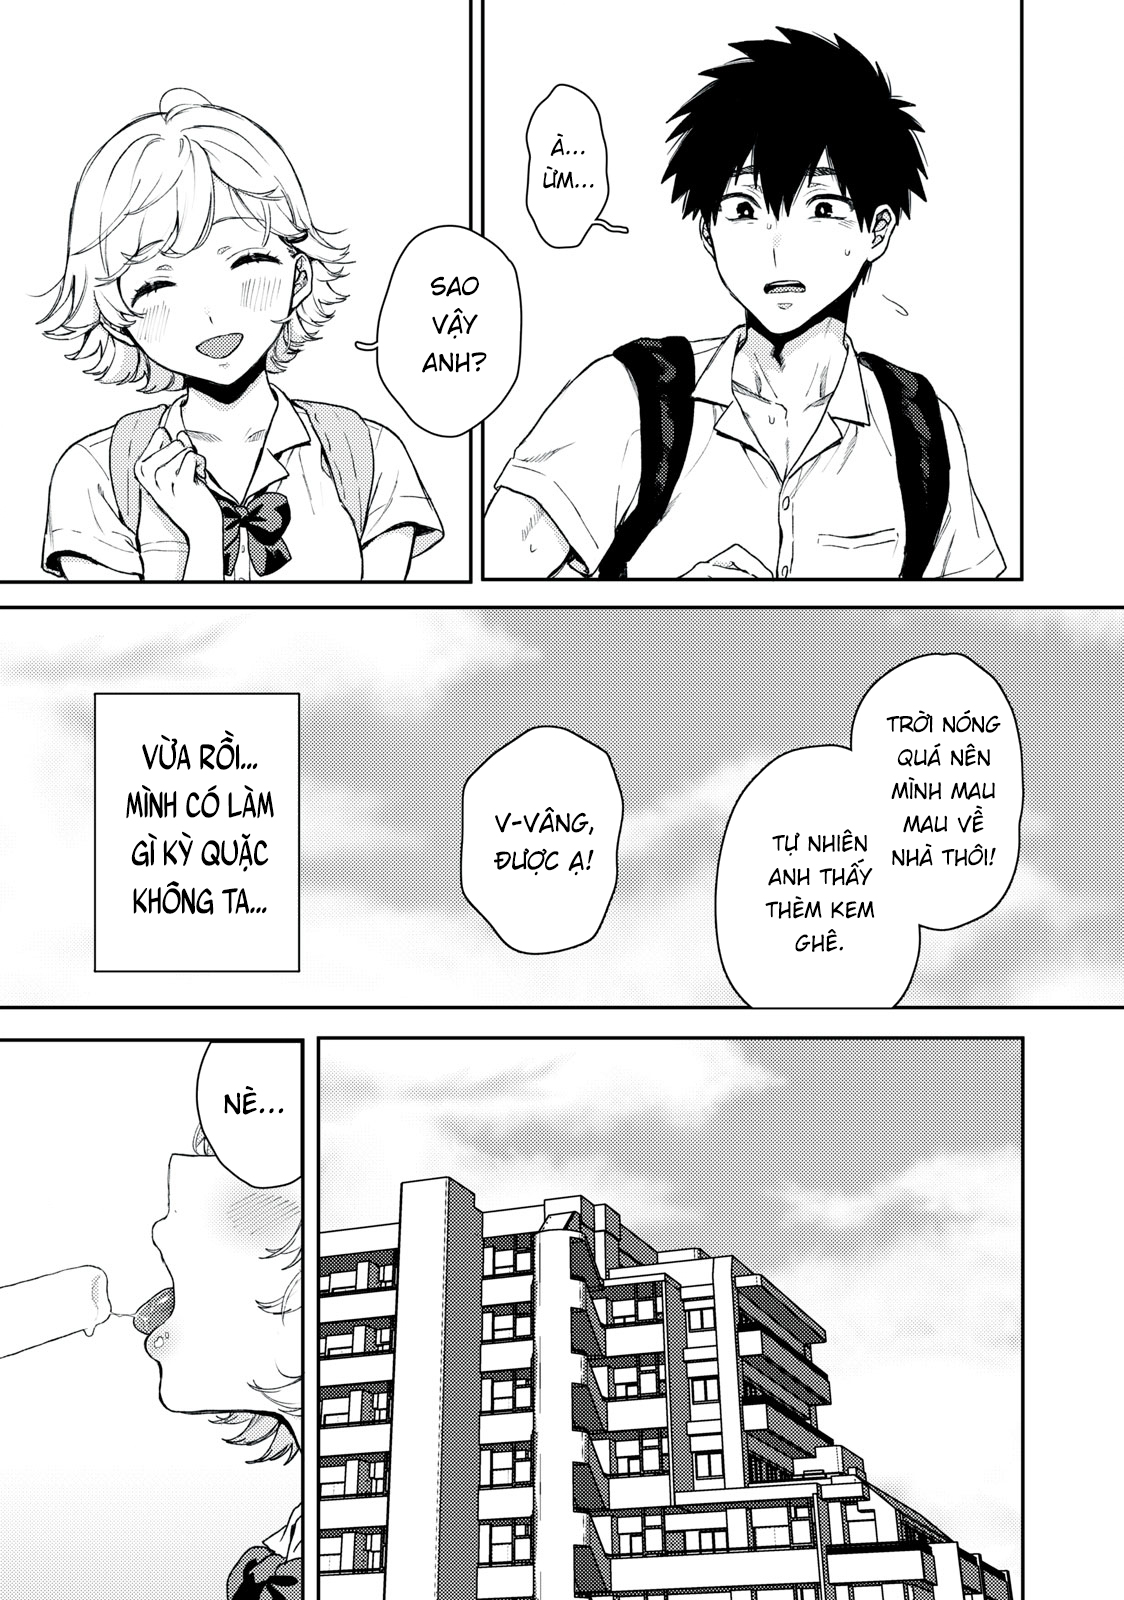 À...
ỪM...
SAO
VẬY
ANH?
TRỜI NÓNG
QUÁ NÊN
MÌNH MAU
MAU VỀ
NHÀ THÔI!
TỰ NHIÊN
ANH THẤY
THÈM KEM
GHÊ.
V-VÂNG,
ĐƯỢC Ạ!
VỪA RỒI...
MÌNH CÓ LÀM
GÌ KỲ QUẶC
KHÔNG TA...
NÈ...